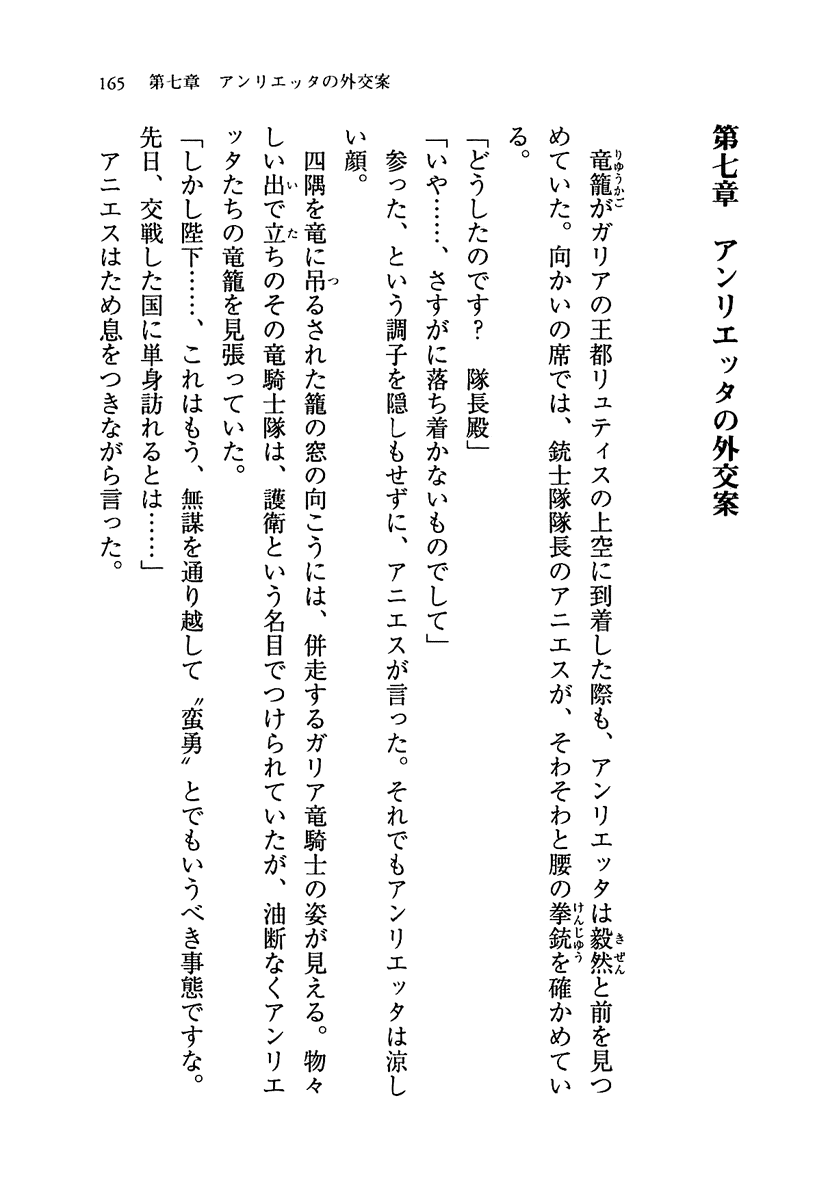 165　第七章　アンリエッタの外交案
第七章　アンリエッタの外交案
竜籠がガリアの王都リュティスの上空に到着した際も、アンリエッタは毅然と前を見つ
めていた。向かいの席では、銃士隊隊長のアニエスが、そわそわと腰の拳銃を確かめてい
る。
「どうしたのです？　隊長殿」
「いや……、さすがに落ち着かないものでして」
参った、という調子を隠しもせずに、アニエスが言った。それでもアンリエッタは涼し
い顔。
四隅を竜に吊るされた籠の窓の向こうには、併走するガリア竜騎士の姿が見える。物々
しい出で立ちのその竜騎士隊は、護衛という名目でつけられていたが、油断なくアンリエ
ッタたちの竜籠を見張っていた。
「しかし陛下……、これはもう、無謀を通り越して〝蛮勇〟とでもいうべき事態ですな。
先日、交戦した国に単身訪れるとは……」
アニエスはため息をつきながら言った。